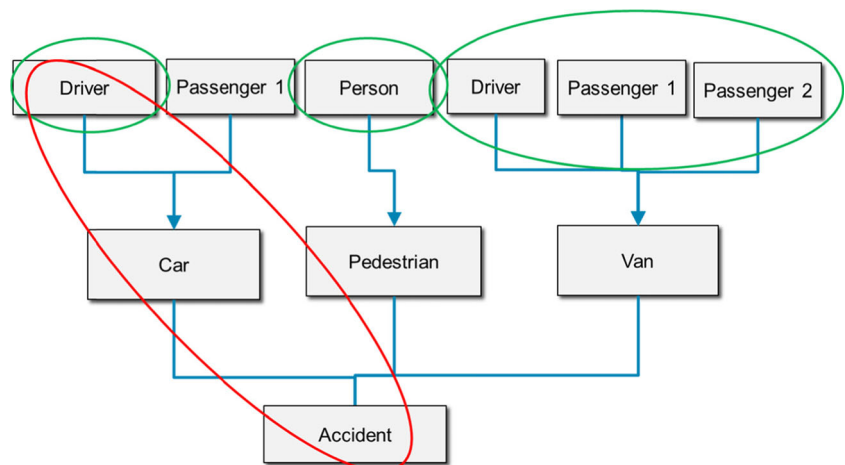 Driver
Passenger 1
Person
Driver
Passenger 1
Passenger 2
Car
Pedestrian
Van
Accident